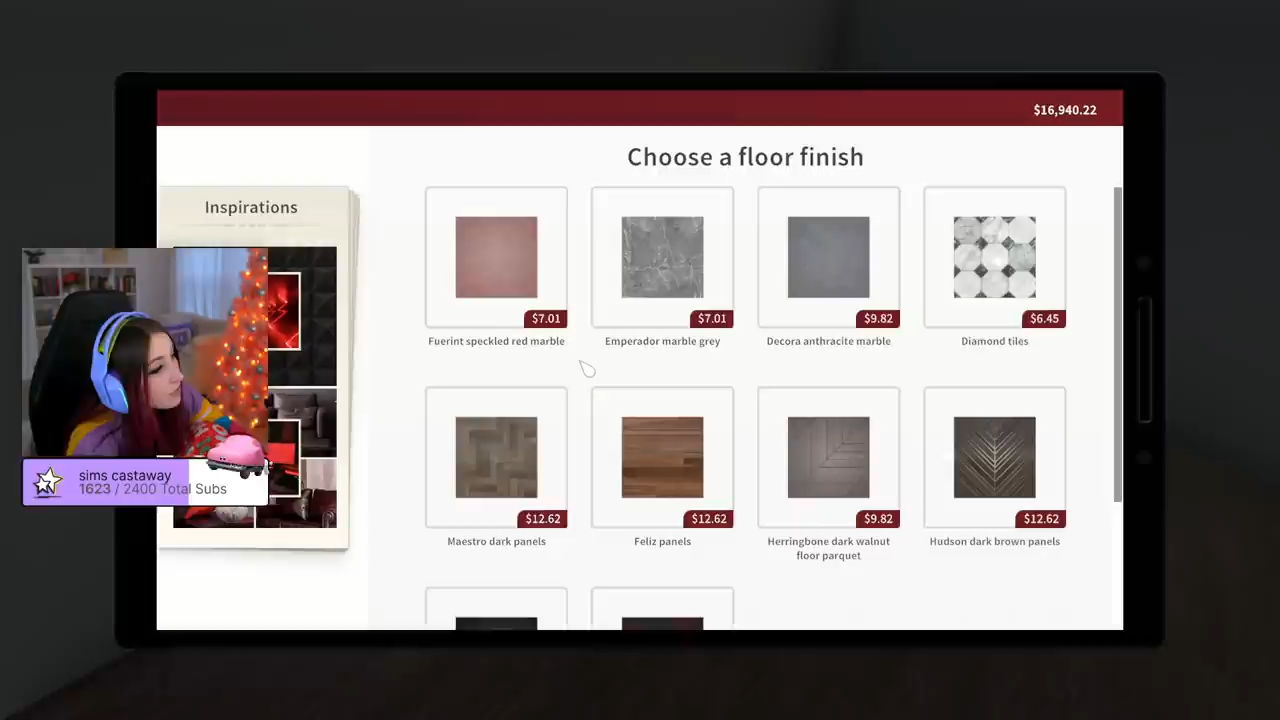 $16,940.22
Choose a floor finish
Inspirations
$7.01
$7.01
$9.82
$6.45
Fuerint speckled red marble
Emperador marble grey
Decora anthracite marble
Diamond tiles
sims castaway
1623 / 2400 Total Subs
$12.62
$12.62
$9.82
$12.62
Maestro dark panels
Feliz panels
Herringbone dark walnut
floor parquet
Hudson dark brown panels